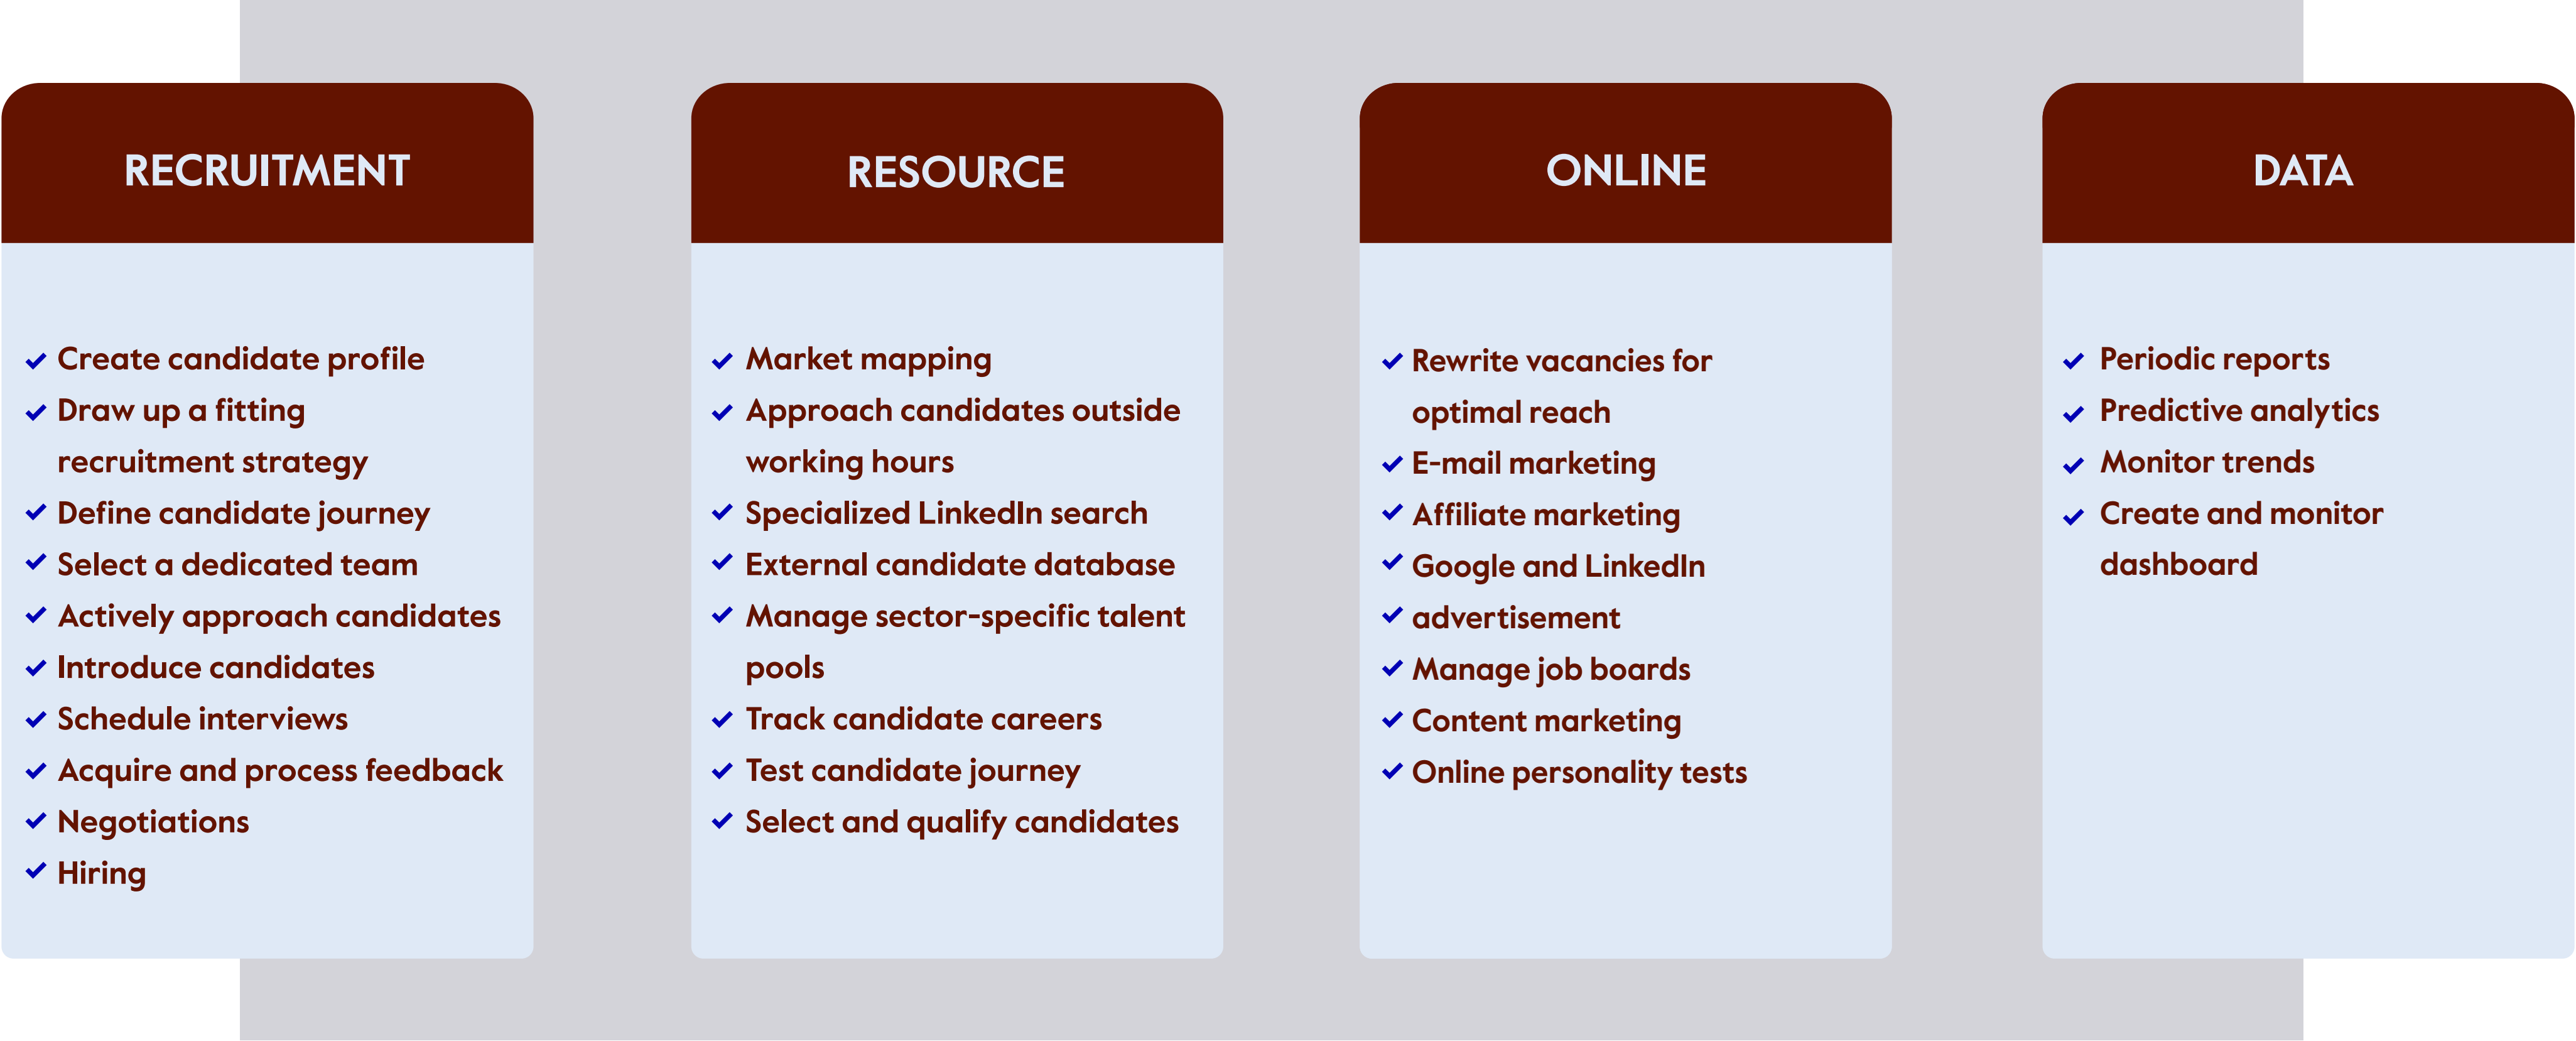 RECRUITMENT
Create candidate profile
Draw up a fitting
recruitment strategy
Define candidate journey
Select a dedicated team
Actively approach candidates
Introduce candidates
Schedule interviews
Acquire and process feedback
Negotiations
Hiring
RESOURCE
Market mapping
Approach candidates outside
working hours
Specialized LinkedIn search
External candidate database
Manage sector-specific talent
pools
Track candidate careers
Test candidate journey
Select and qualify candidates
ONLINE
Rewrite vacancies for
optimal reach
E-mail marketing
Affiliate marketing
Google and LinkedIn
advertisement
Manage job boards
Content marketing
Online personality tests
DATA
Periodic reports
Predictive analytics
Monitor trends
Create and monitor
dashboard